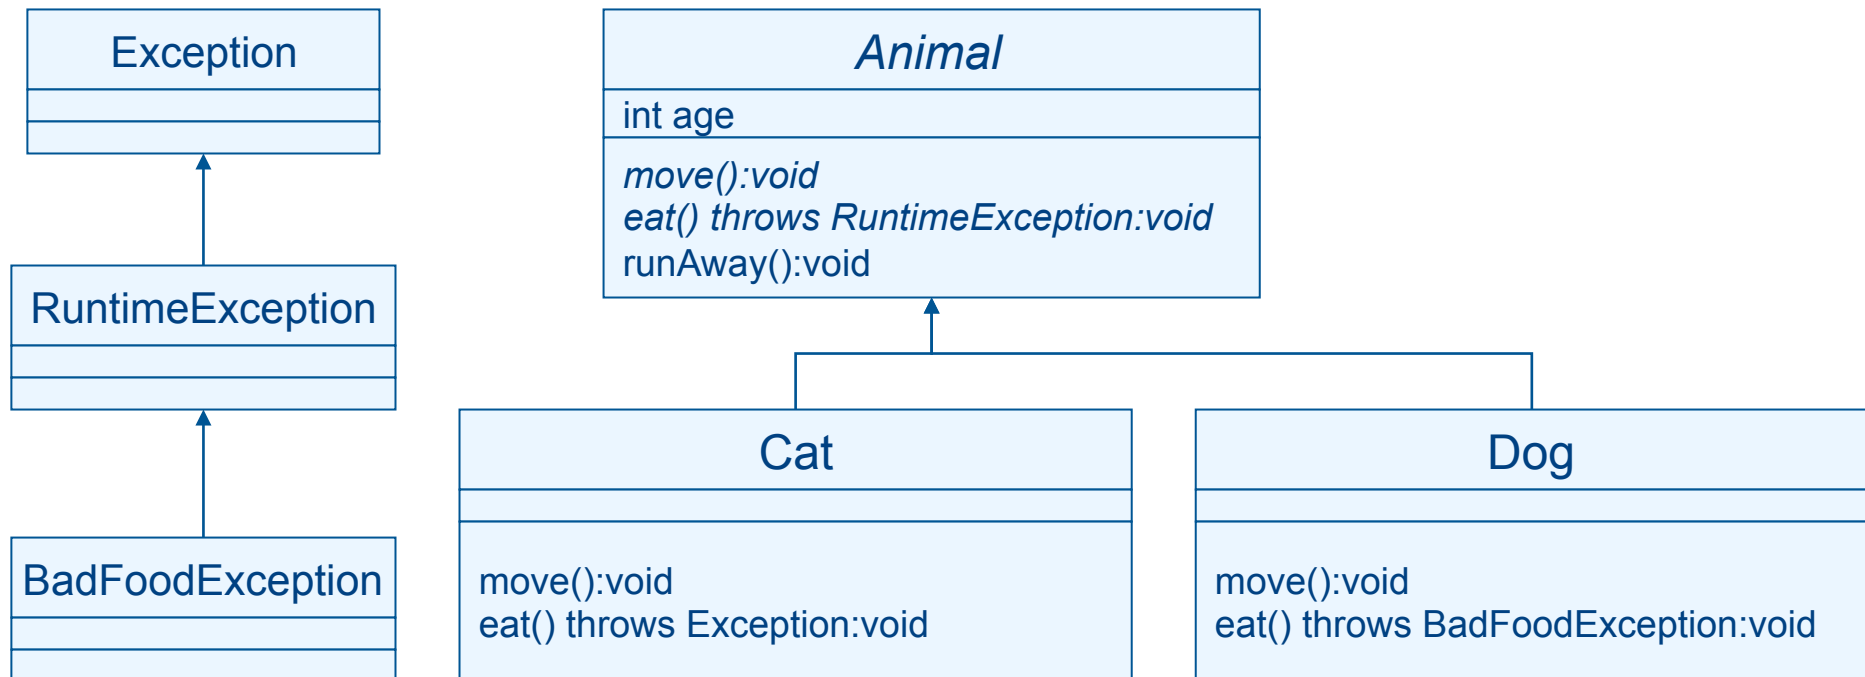 Exception
RuntimeException
BadFoodException
Animal
int age
move():void
eat() throws RuntimeException:void
runAway():void
Cat
move():void
eat() throws Exception:void
Dog
move():void
eat() throws BadFoodException:void